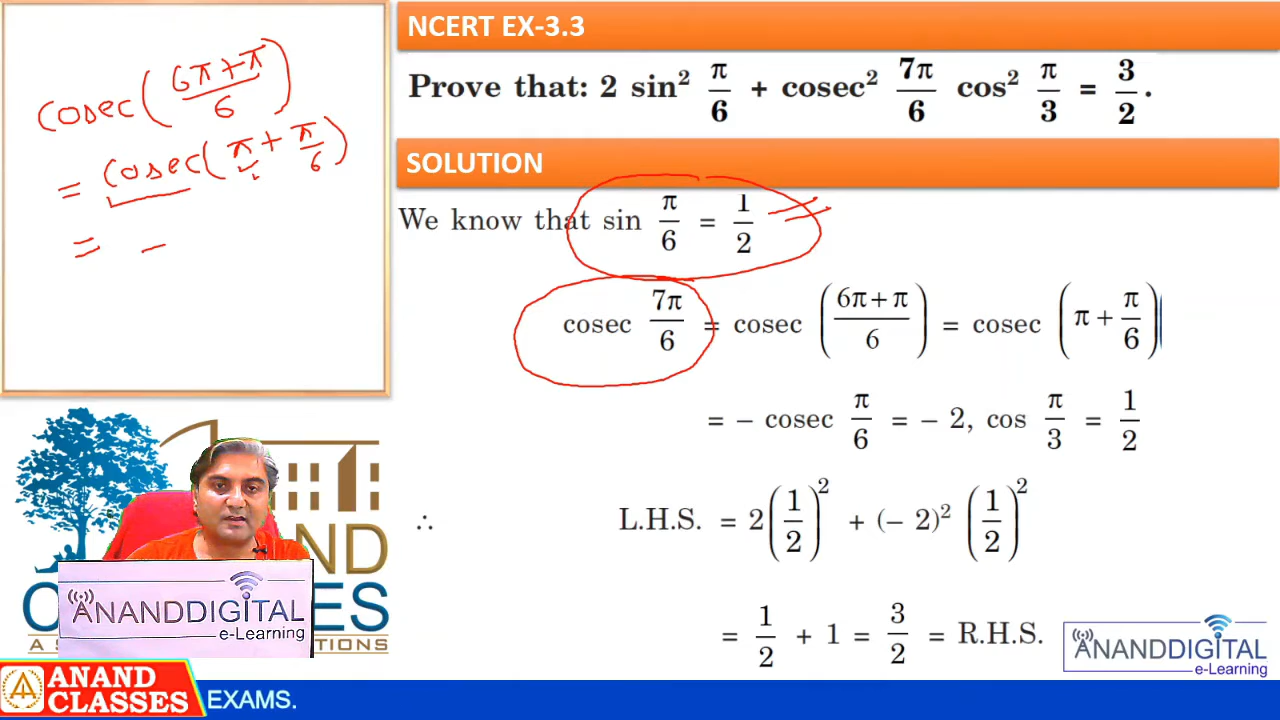 cosec(6π+π/6)
= cosec(π+π/6)
= −
NCERT EX-3.3
Prove that: 2 sin² π/6 + cosec² 7π/6 cos² π/3 = 3/2.
SOLUTION
We know that sin π/6 = 1/2
cosec 7π/6 = cosec (6π+π/6) = cosec (π + π/6)
= – cosec π/6 = – 2, cos π/3 = 1/2
∴ L.H.S. = 2(1/2)² + (– 2)² (1/2)²
= 1/2 + 1 = 3/2 = R.H.S.
ANANDDIGITAL
e-Learning
ANANDDIGITAL
e-Learning
ANAND
CLASSES
EXAMS.